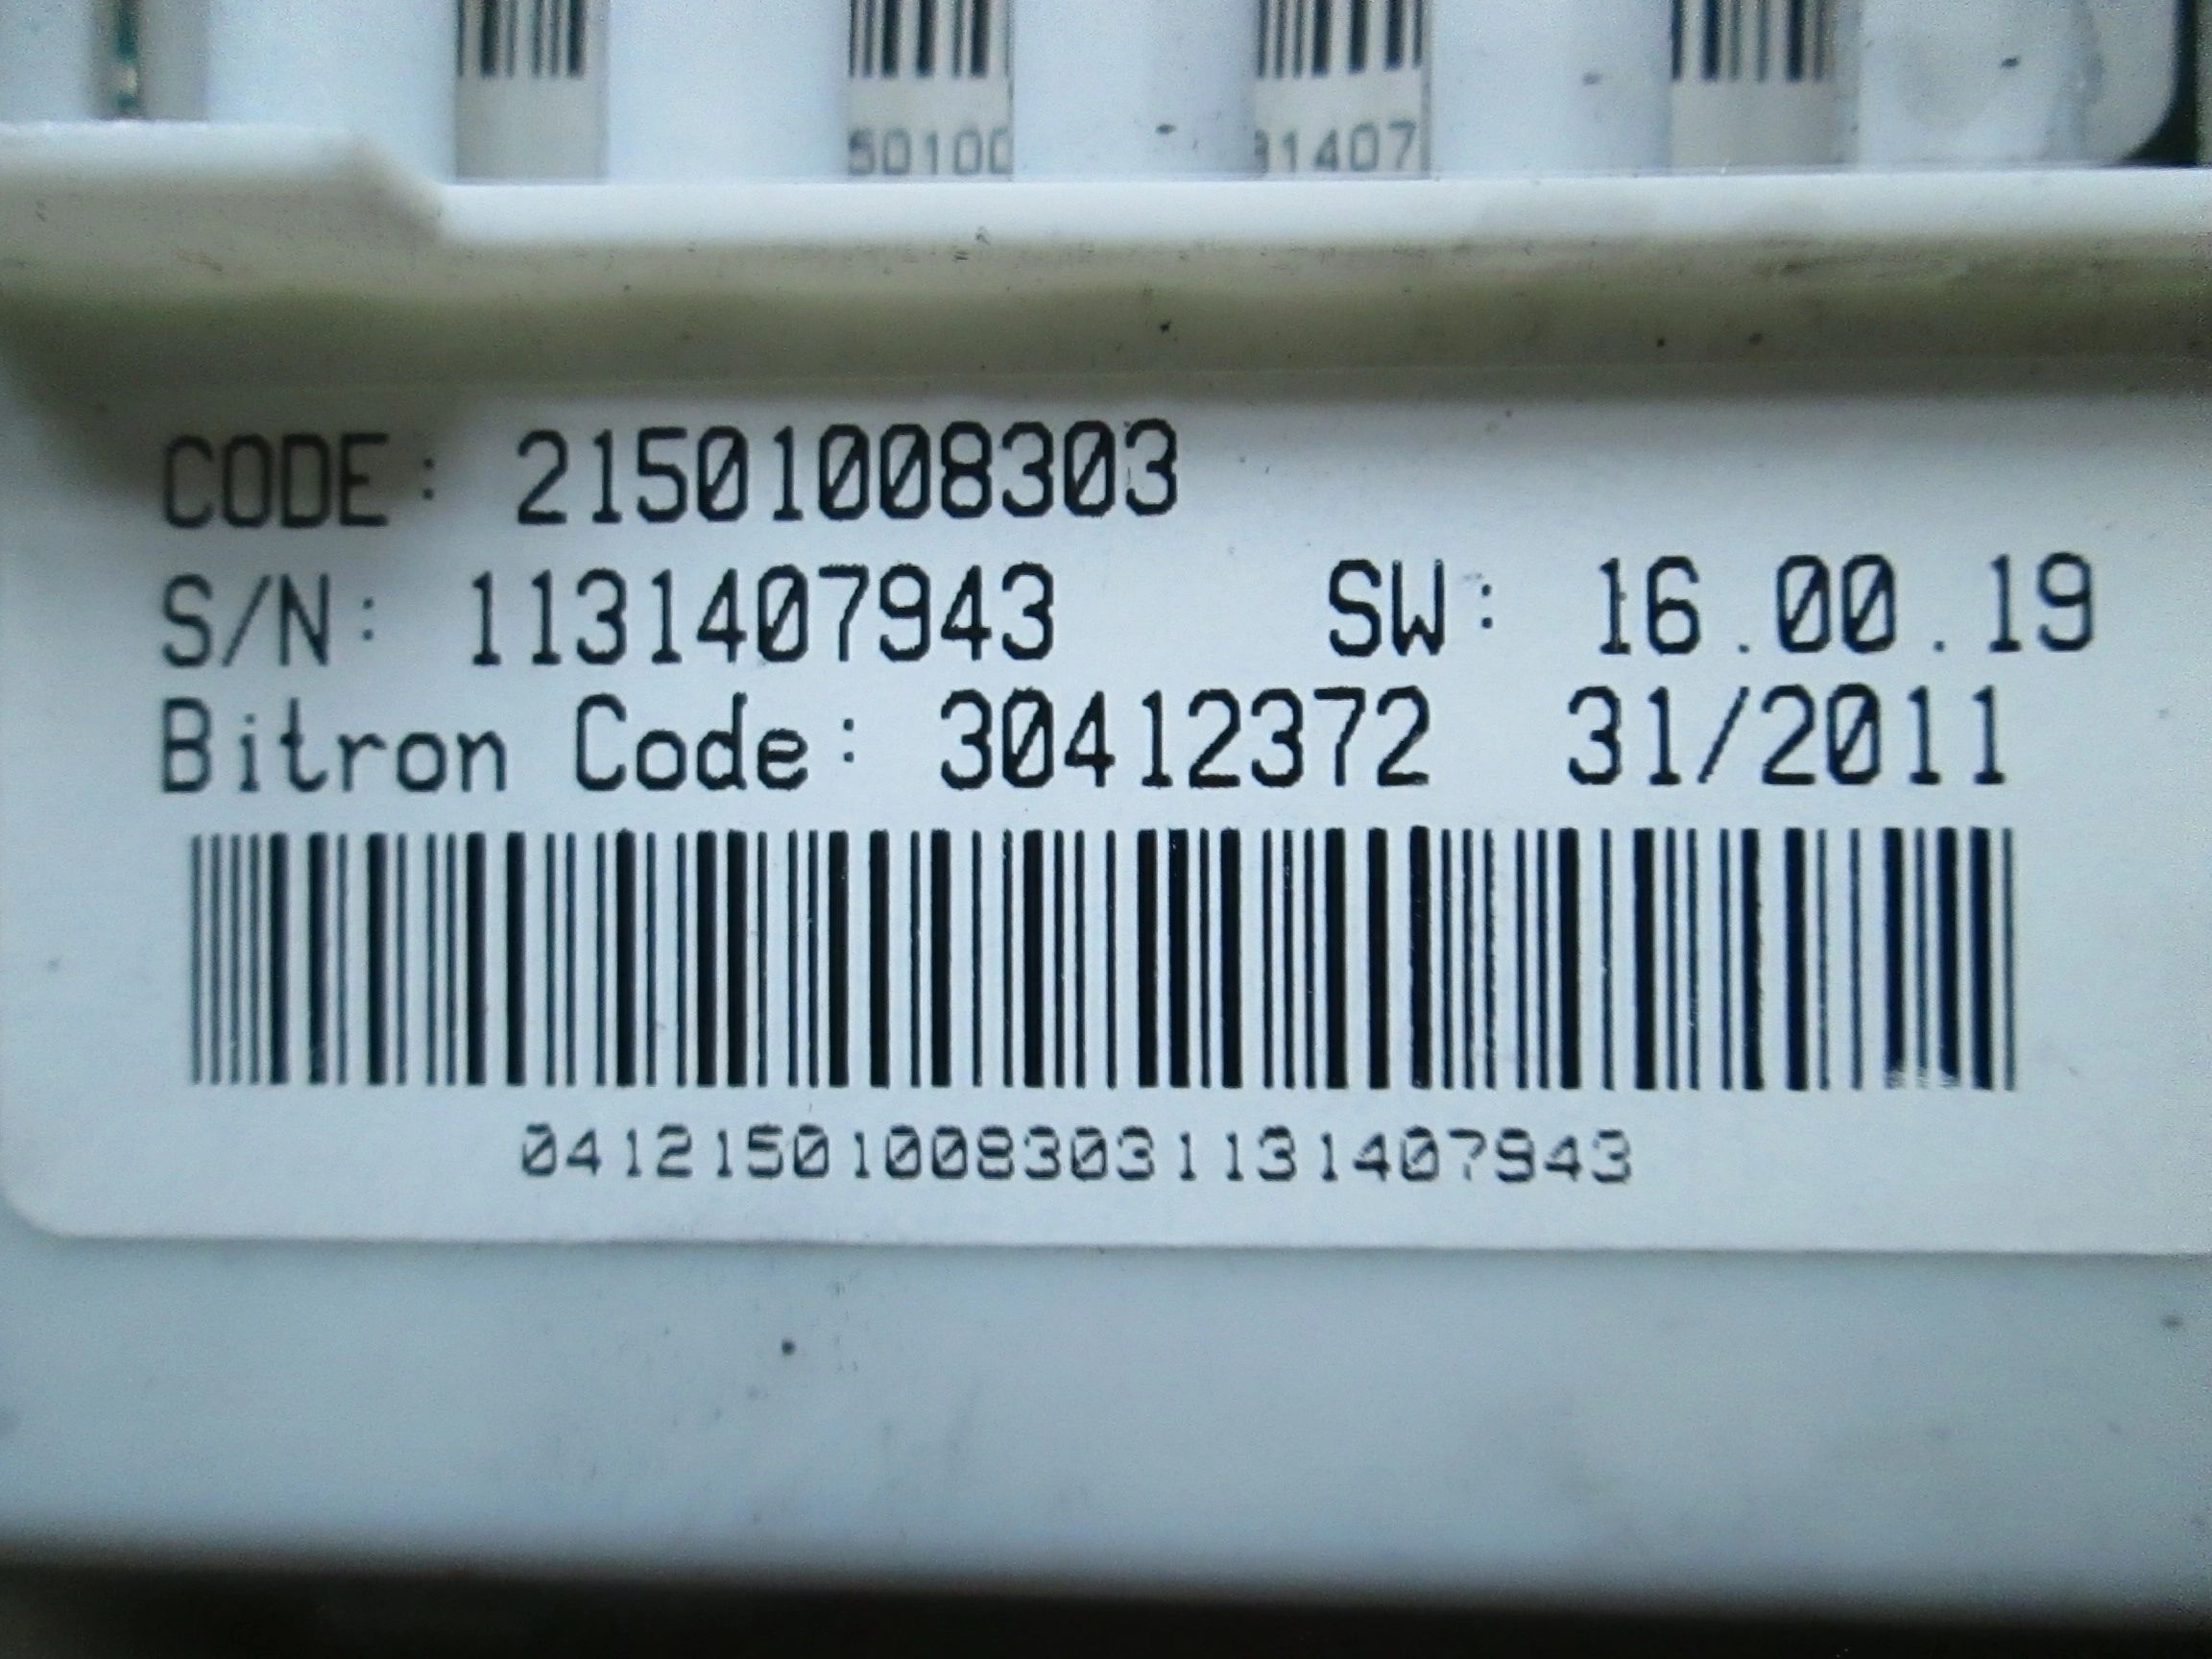 50100 31407
CODE: 21501008303
S/N: 1131407943 SW: 16.00.19
Bitron Code: 30412372 31/2011
041215010083031131407943